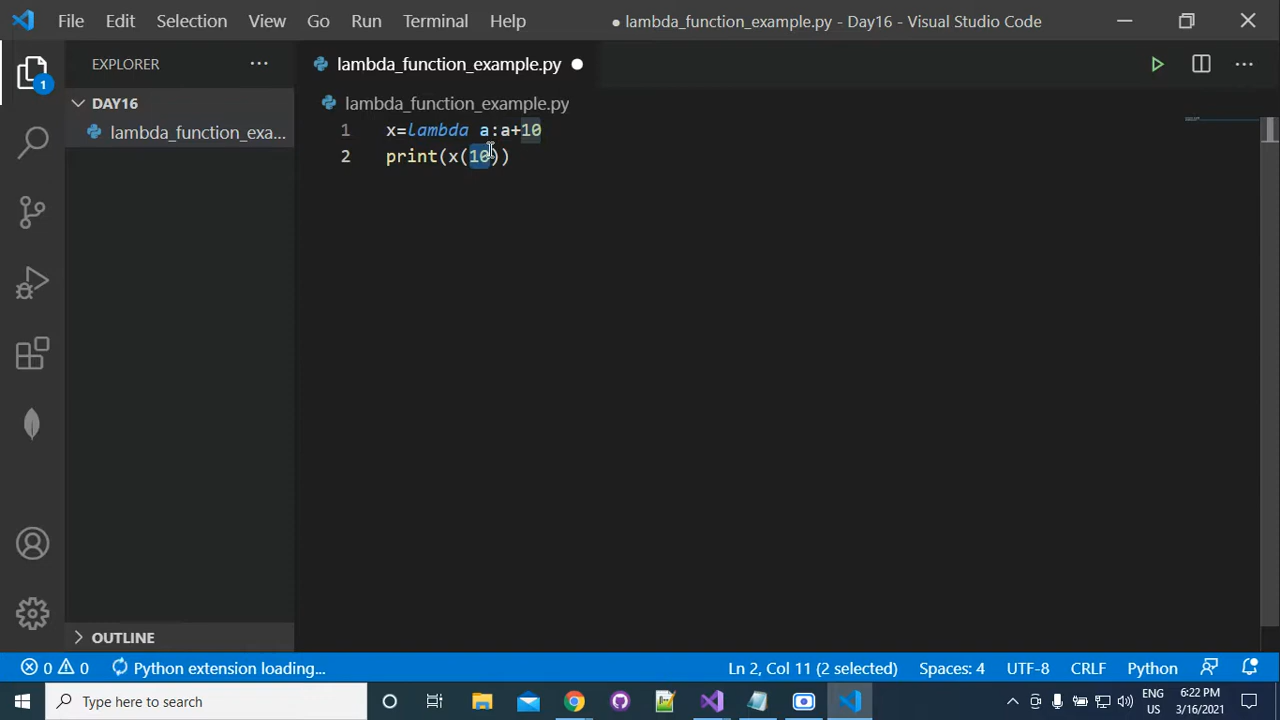 File Edit Selection View Go Run Terminal Help ● lambda_function_example.py - Day16 - Visual Studio Code
EXPLORER ···
lambda_function_example.py ●
1
DAY16
lambda_function_exa...
lambda_function_example.py
1 x=lambda a:a+10
2 print(x(10))
OUTLINE
0 0 Python extension loading... Ln 2, Col 11 (2 selected) Spaces: 4 UTF-8 CRLF Python
Type here to search
ENG
US
6:22 PM
3/16/2021